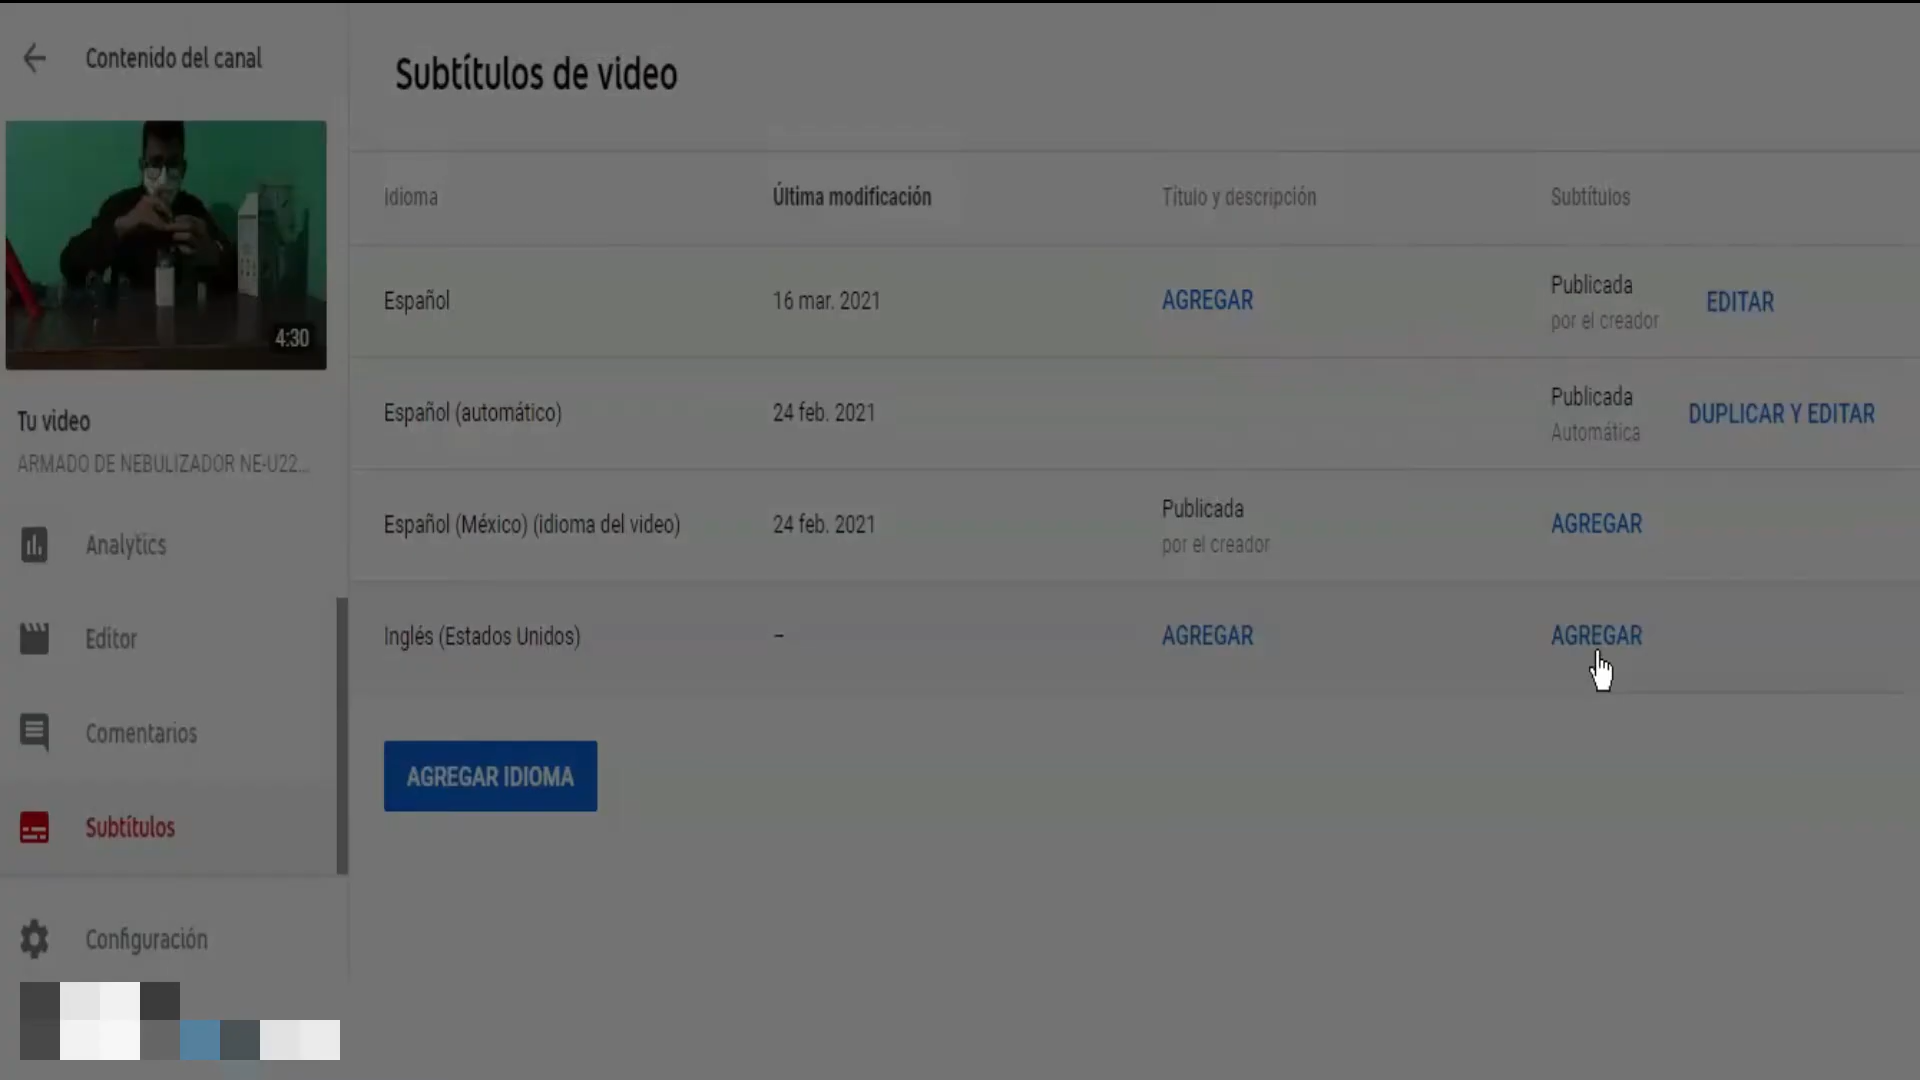 Contenido del canal
Subtítulos de video
Idioma
Última modificación
Título y descripción
Subtítulos
Español
16 mar. 2021
AGREGAR
Publicada
por el creador
EDITAR
4:30
Español (automático)
24 feb. 2021
Publicada
Automática
DUPLICAR Y EDITAR
Tu video
ARMADO DE NEBULIZADOR NE-U22...
Español (México) (idioma del video)
24 feb. 2021
Publicada
por el creador
AGREGAR
Analytics
Editor
Inglés (Estados Unidos)
–
AGREGAR
AGREGAR
Comentarios
AGREGAR IDIOMA
Subtítulos
Configuración